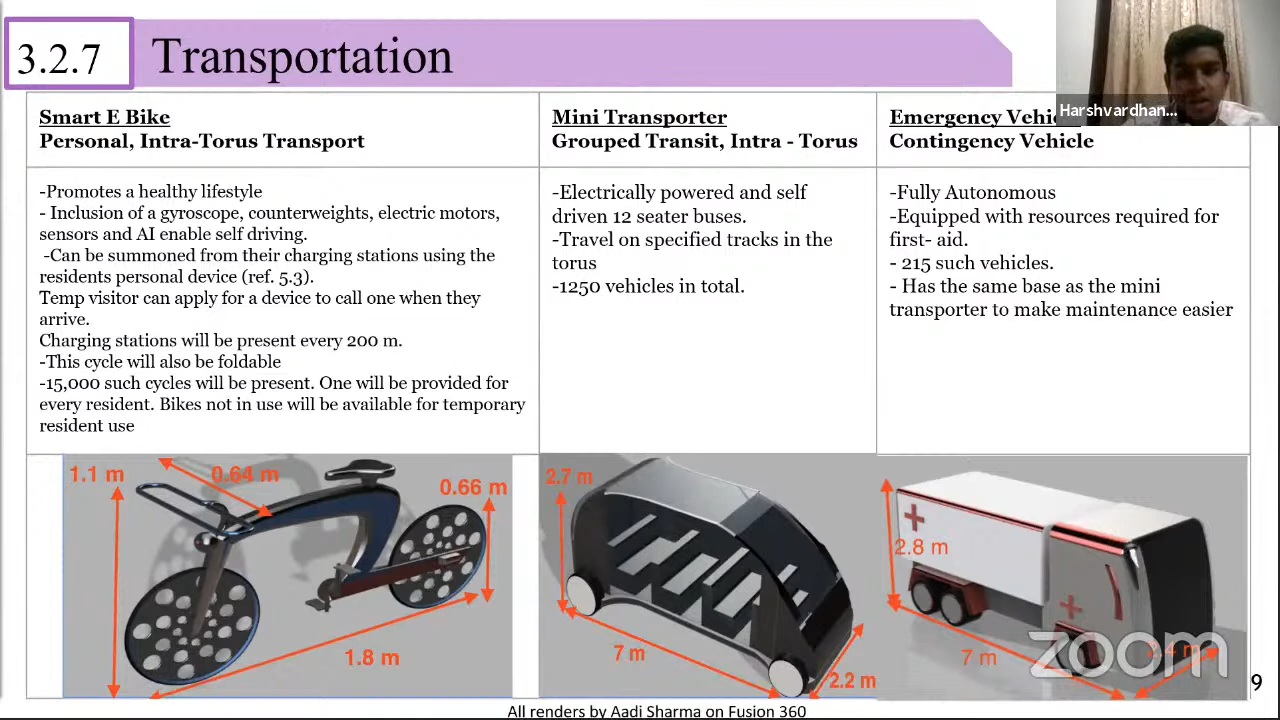 3.2.7
Transportation
Harshvardhan...
Smart E Bike
Personal, Intra-Torus Transport
-Promotes a healthy lifestyle
- Inclusion of a gyroscope, counterweights, electric motors,
sensors and AI enable self driving.
-Can be summoned from their charging stations using the
residents personal device (ref. 5.3).
Temp visitor can apply for a device to call one when they
arrive.
Charging stations will be present every 200 m.
-This cycle will also be foldable
-15,000 such cycles will be present. One will be provided for
every resident. Bikes not in use will be available for temporary
resident use
Mini Transporter
Grouped Transit, Intra - Torus
-Electrically powered and self
driven 12 seater buses.
-Travel on specified tracks in the
torus
-1250 vehicles in total.
Emergency
Contingency Vehicle
-Fully Autonomous
-Equipped with resources required for
first- aid.
- 215 such vehicles.
- Has the same base as the mini
transporter to make maintenance easier
1.1 m
0.64 m
0.66 m
1.8 m
2.7 m
7 m
2.2 m
2.8 m
7 m
2.4 m
zoom
9
All renders by Aadi Sharma on Fusion 360